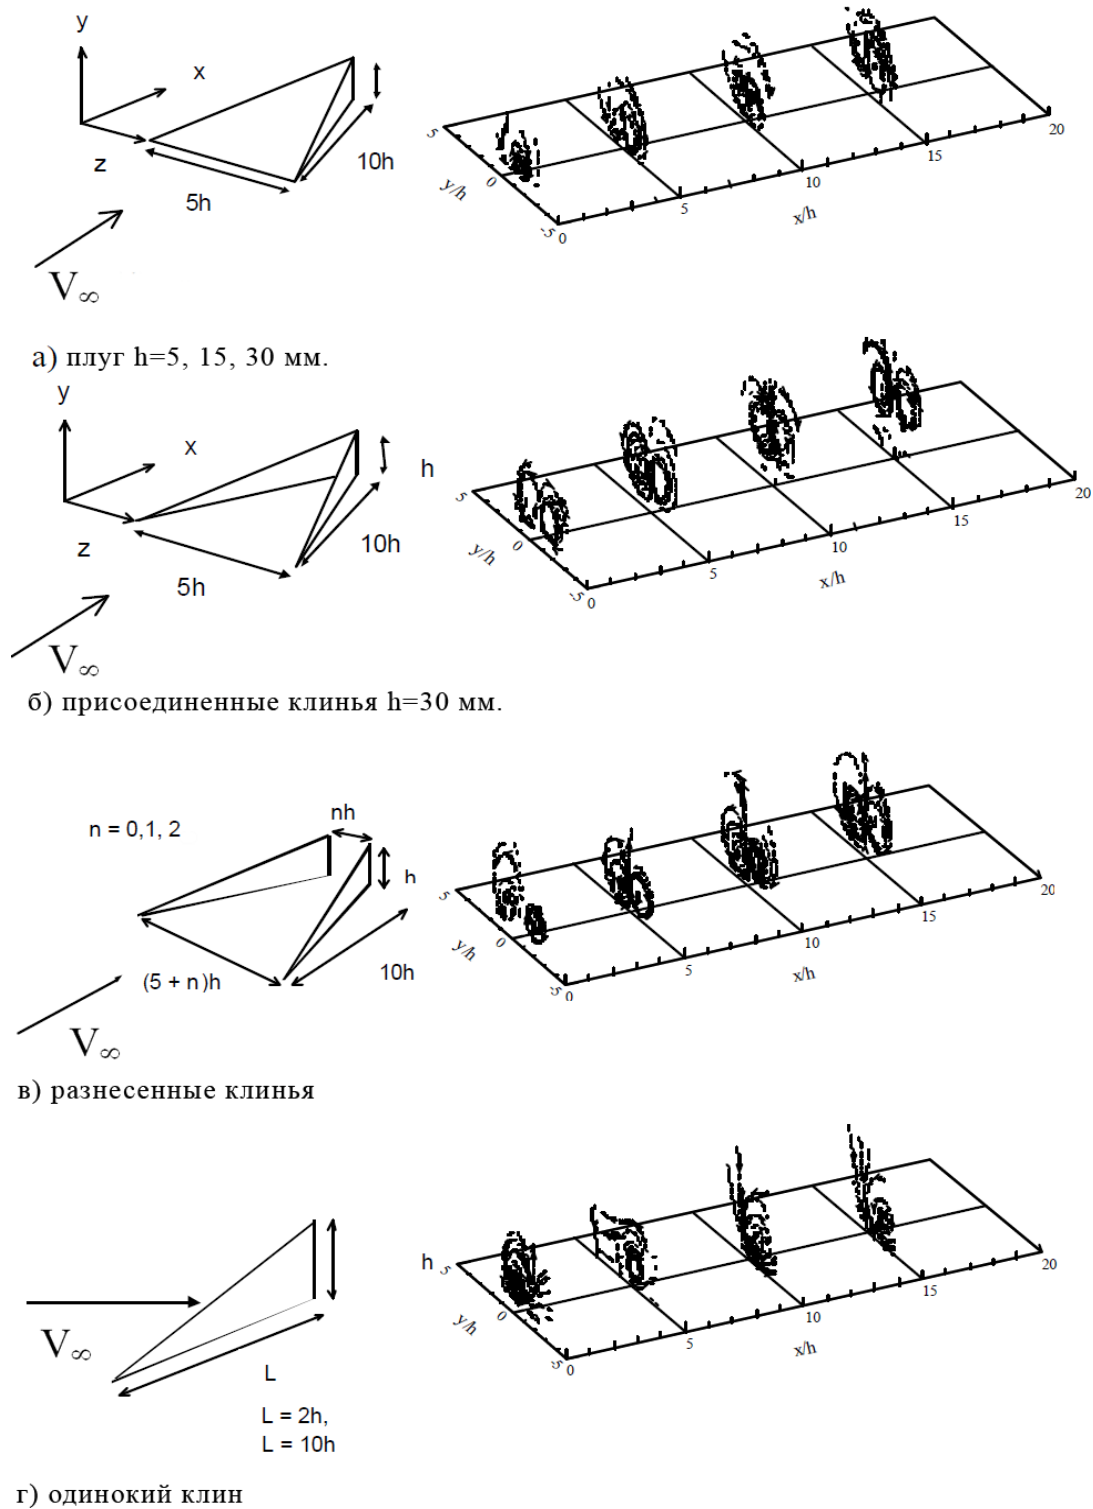 y
x
z
5h
10h
V∞
5
0
-5
y/h
0
5
10
15
20
x/h
а) плуг h=5, 15, 30 мм.
y
x
z
5h
10h
h
V∞
5
0
-5
y/h
0
5
10
15
20
x/h
б) присоединенные клинья h=30 мм.
n = 0,1, 2
nh
h
(5 + n)h
10h
V∞
5
0
-5
y/h
0
5
10
15
20
x/h
в) разнесенные клинья
V∞
L
L = 2h,
L = 10h
h
5
0
-5
y/h
0
5
10
15
20
x/h
г) одинокий клин